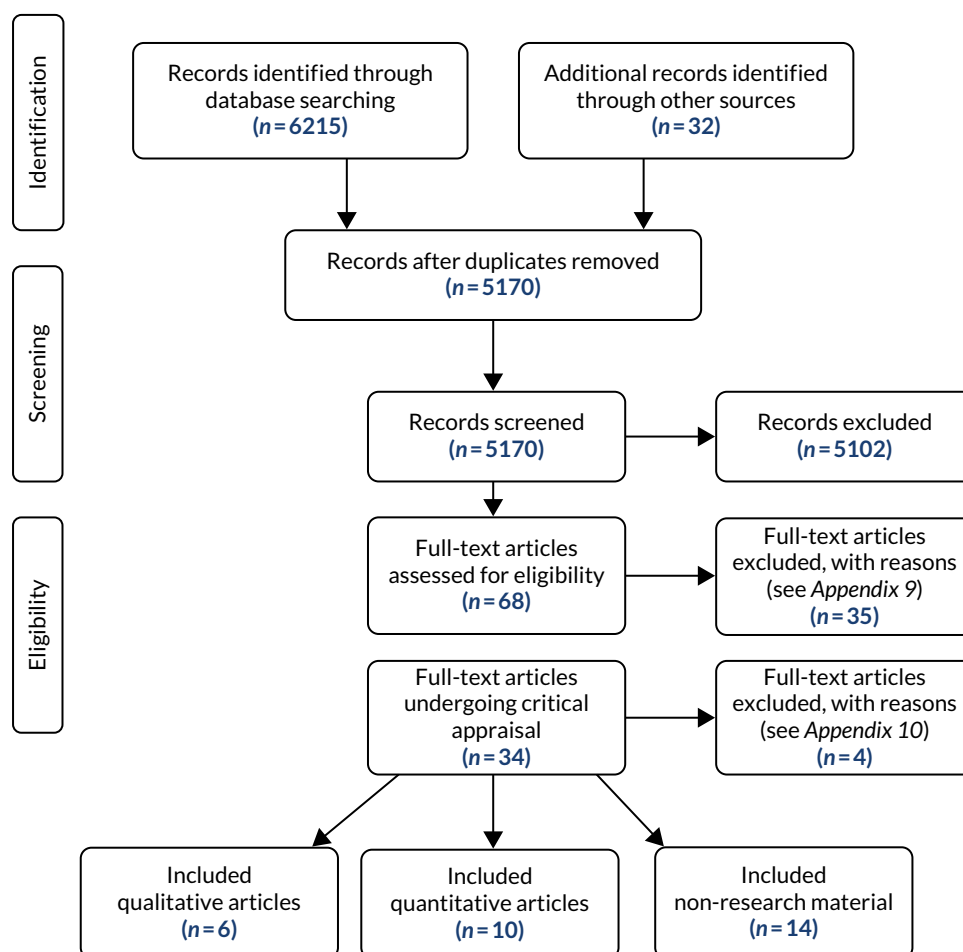 Identification
Records identified through
database searching
(n=6215)
Additional records identified
through other sources
(n=32)
Records after duplicates removed
(n=5170)
Screening
Records screened
(n=5170)
Records excluded
(n=5102)
Eligibility
Full-text articles
assessed for eligibility
(n=68)
Full-text articles
excluded, with reasons
(see Appendix 9)
(n=35)
Full-text articles
undergoing critical
appraisal
(n=34)
Full-text articles
excluded, with reasons
(see Appendix 10)
(n=4)
Included
qualitative articles
(n=6)
Included
quantitative articles
(n=10)
Included
non-research material
(n=14)